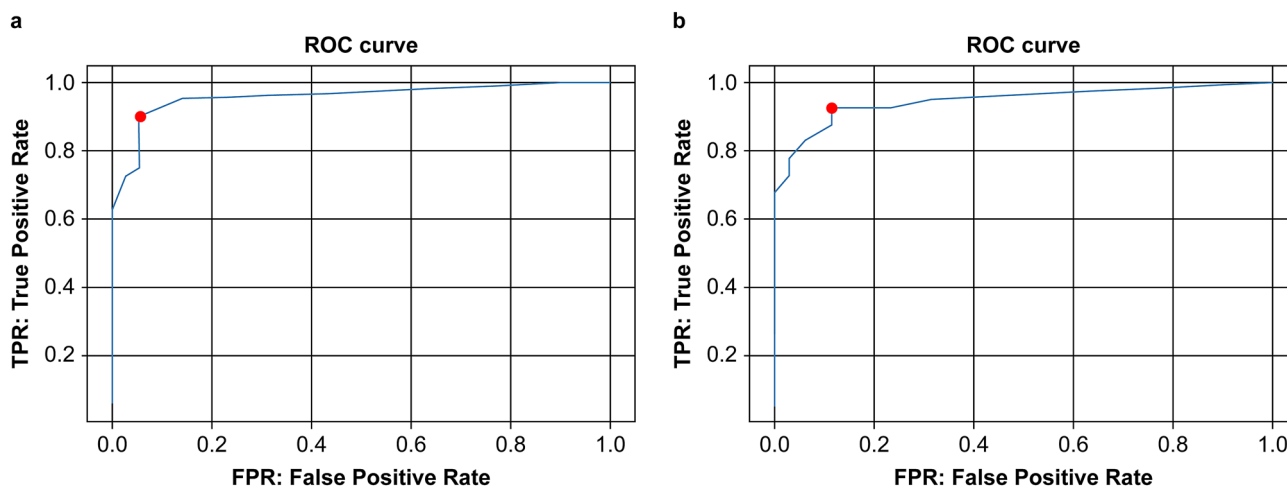 a
ROC curve
TPR: True Positive Rate
1.0
0.8
0.6
0.4
0.2
0.0 0.2 0.4 0.6 0.8 1.0
FPR: False Positive Rate
b
ROC curve
TPR: True Positive Rate
1.0
0.8
0.6
0.4
0.2
0.0 0.2 0.4 0.6 0.8 1.0
FPR: False Positive Rate